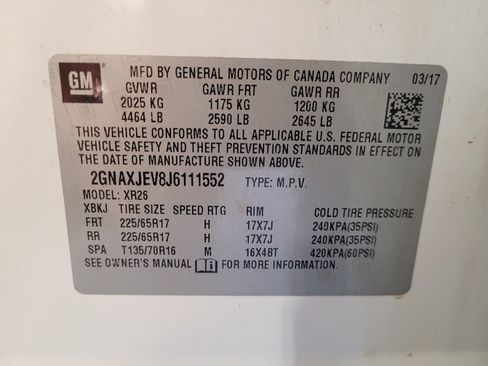 GM
MFD BY GENERAL MOTORS OF CANADA COMPANY 03/17
GVWR GAWR FRT GAWR RR
2025 KG 1175 KG 1200 KG
4464 LB 2590 LB 2645 LB
THIS VEHICLE CONFORMS TO ALL APPLICABLE U.S. FEDERAL MOTOR
VEHICLE SAFETY AND THEFT PREVENTION STANDARDS IN EFFECT ON
THE DATE OF MANUFACTURE SHOWN ABOVE.
2GNAXJEV8J6111552 TYPE: M.P.V.
MODEL: XR26
XBKJ TIRE SIZE SPEED RTG RIM COLD TIRE PRESSURE
FRT 225/65R17 H 17X7J 240KPA(35PSI)
RR 225/65R17 H 17X7J 240KPA(35PSI)
SPA T135/70R16 M 16X4BT 420KPA(60PSI)
SEE OWNER'S MANUAL FOR MORE INFORMATION.